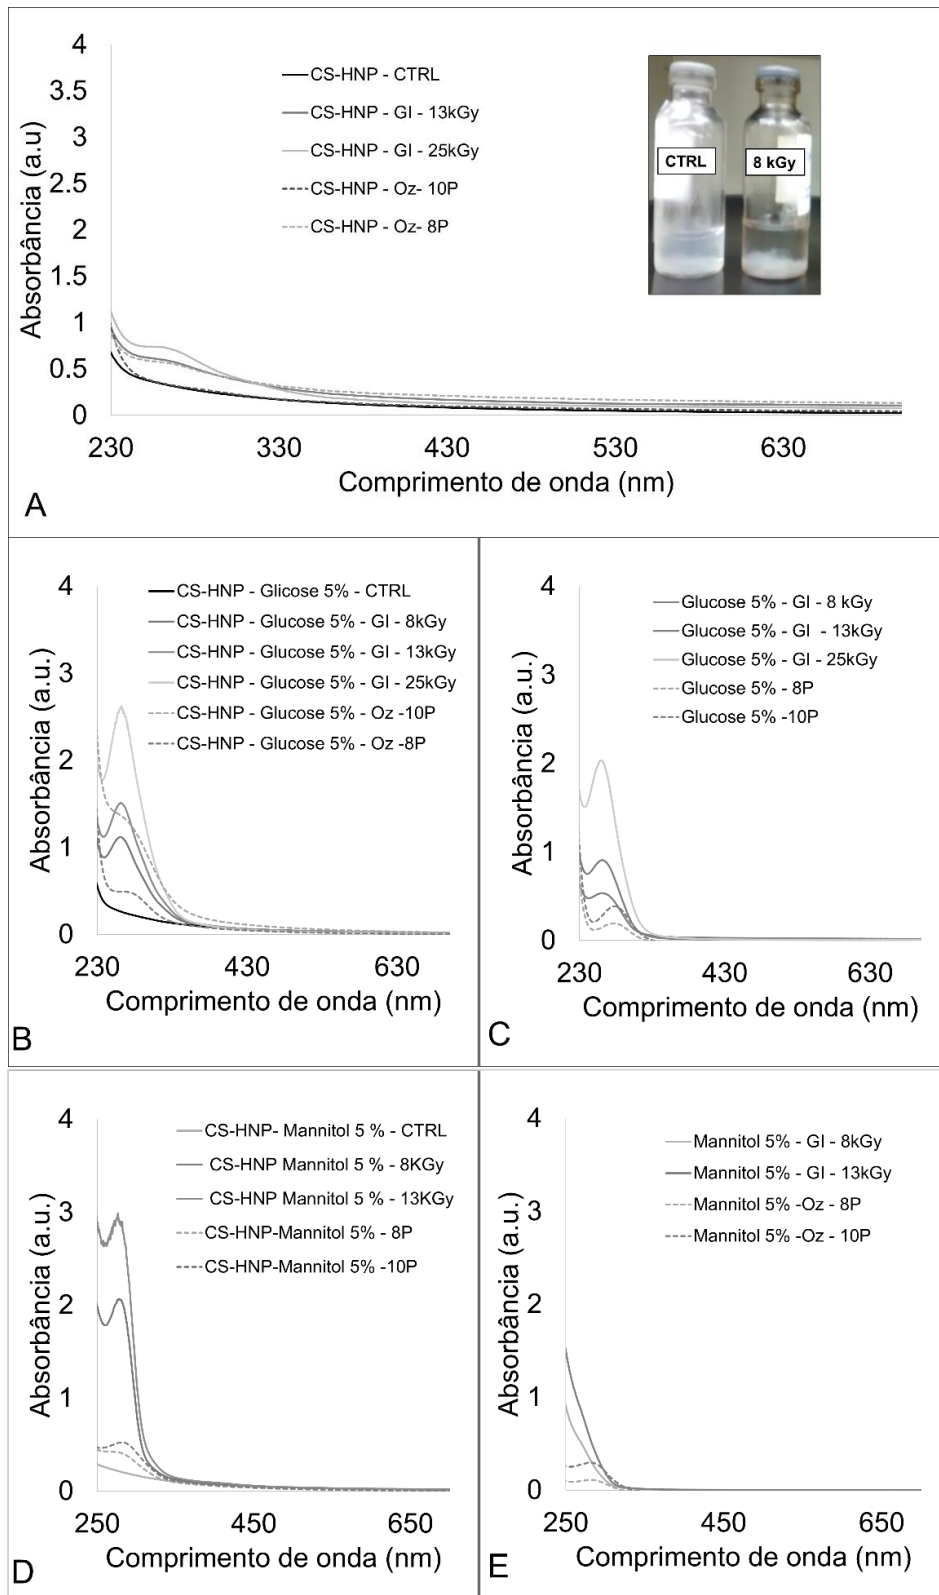 4
3.5
3
2.5
2
1.5
1
0.5
0
Absorbância (a.u)
CS-HNP - CTRL
CS-HNP - GI - 13kGy
CS-HNP - GI - 25kGy
CS-HNP - Oz- 10P
CS-HNP - Oz- 8P
CTRL
8 kGy
230 330 430 530 630
Comprimento de onda (nm)
A
4
3
2
1
0
Absorbância (a.u.)
CS-HNP - Glicose 5% - CTRL
CS-HNP - Glucose 5% - GI - 8kGy
CS-HNP - Glucose 5% - GI - 13kGy
CS-HNP - Glucose 5% - GI - 25kGy
CS-HNP - Glucose 5% - Oz -10P
CS-HNP - Glucose 5% - Oz -8P
230 430 630
Comprimento de onda (nm)
B
4
3
2
1
0
Absorbância (a.u.)
Glucose 5% - GI - 8 kGy
Glucose 5% - GI - 13kGy
Glucose 5% - GI - 25kGy
Glucose 5% - 8P
Glucose 5% -10P
230 430 630
Comprimento de onda (nm)
C
4
3
2
1
0
Absorbância (a.u.)
CS-HNP- Mannitol 5 % - CTRL
CS-HNP Mannitol 5 % - 8KGy
CS-HNP Mannitol 5 % - 13KGy
CS-HNP-Mannitol 5% - 8P
CS-HNP-Mannitol 5% -10P
250 450 650
Comprimento de onda (nm)
D
4
3
2
1
0
Absorbância (a.u.)
Mannitol 5% - GI - 8kGy
Mannitol 5% - GI - 13kGy
Mannitol 5% -Oz - 8P
Mannitol 5% -Oz - 10P
250 450 650
Comprimento de onda (nm)
E